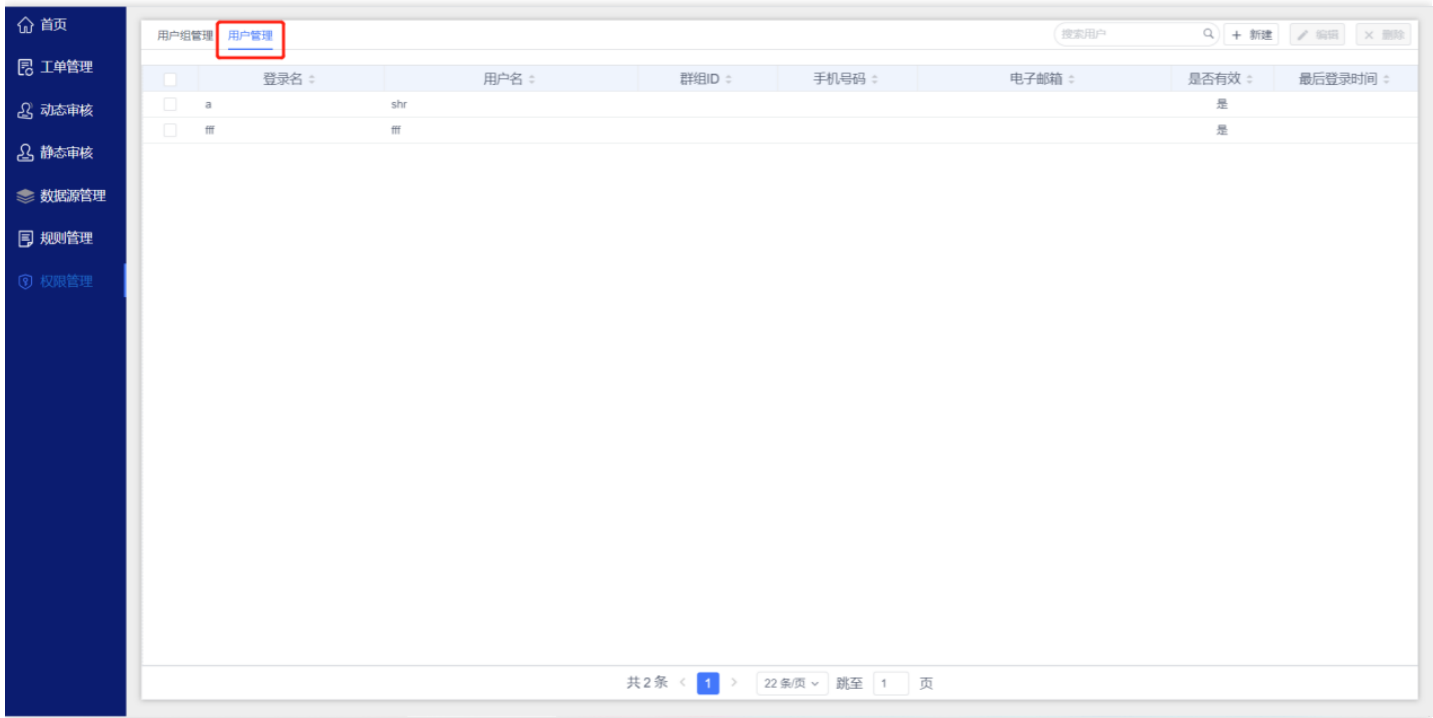 首页
工单管理
动态审核
静态审核
数据源管理
规则管理
权限管理
用户组管理 用户管理 搜索用户 + 新建 编辑 × 删除
登录名 用户名 群组ID 手机号码 电子邮箱 是否有效 最后登录时间
a shr 是
fff fff 是
共2条 < 1 > 22条/页 跳至 1 页